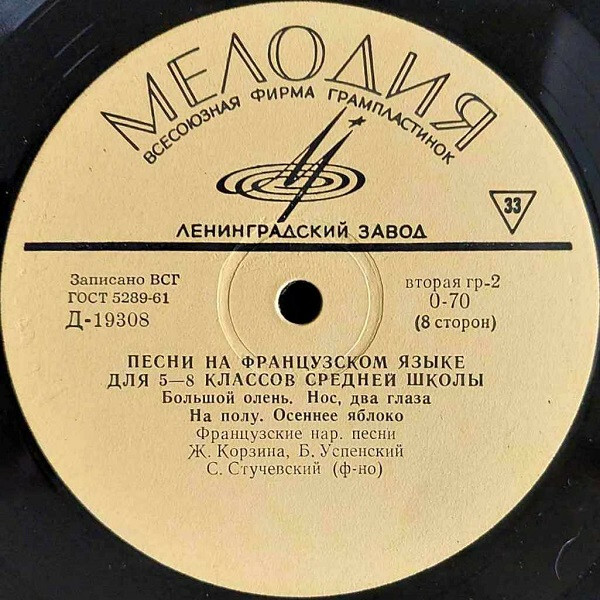 МЕЛОДИЯ
ВСЕСОЮЗНАЯ ФИРМА ГРАМПЛАСТИНОК
ЛЕНИНГРАДСКИЙ ЗАВОД
33
Записано ВСГ
ГОСТ 5289-61
Д-19308
вторая гр-2
0-70
(8 сторон)
ПЕСНИ НА ФРАНЦУЗСКОМ ЯЗЫКЕ
ДЛЯ 5—8 КЛАССОВ СРЕДНЕЙ ШКОЛЫ
Большой олень. Нос, два глаза
На полу. Осеннее яблоко
Французские нар. песни
Ж. Корзина, Б. Успенский
С. Стучевский (ф-но)